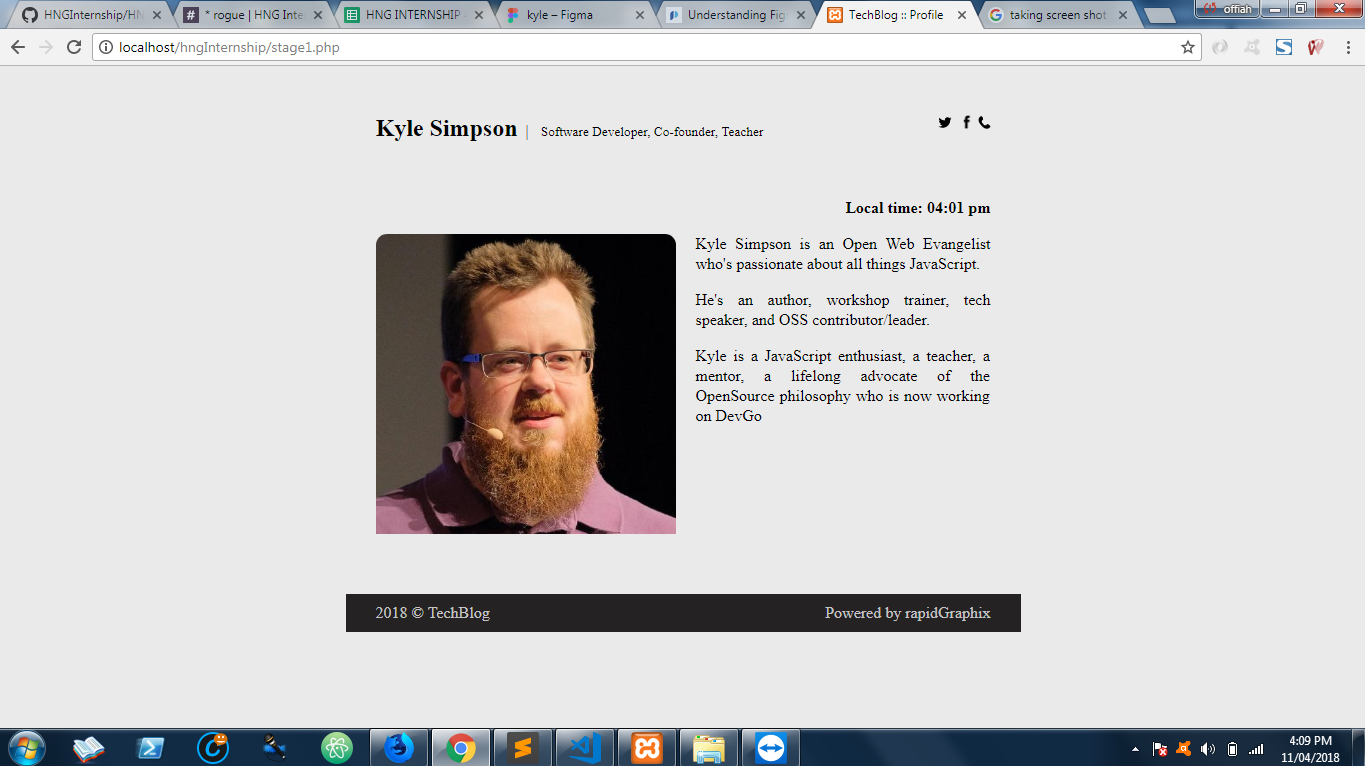 HNGInternship/HN
* rogue | HNG Inte
HNG INTERNSHIP -
kyle – Figma
Understanding Fig
TechBlog :: Profile
taking screen shot
offiah
localhost/hngInternship/stage1.php
Kyle Simpson | Software Developer, Co-founder, Teacher
Local time: 04:01 pm
Kyle Simpson is an Open Web Evangelist
who's passionate about all things JavaScript.
He's an author, workshop trainer, tech
speaker, and OSS contributor/leader.
Kyle is a JavaScript enthusiast, a teacher, a
mentor, a lifelong advocate of the
OpenSource philosophy who is now working
on DevGo
2018 © TechBlog
Powered by rapidGraphix
4:09 PM
11/04/2018